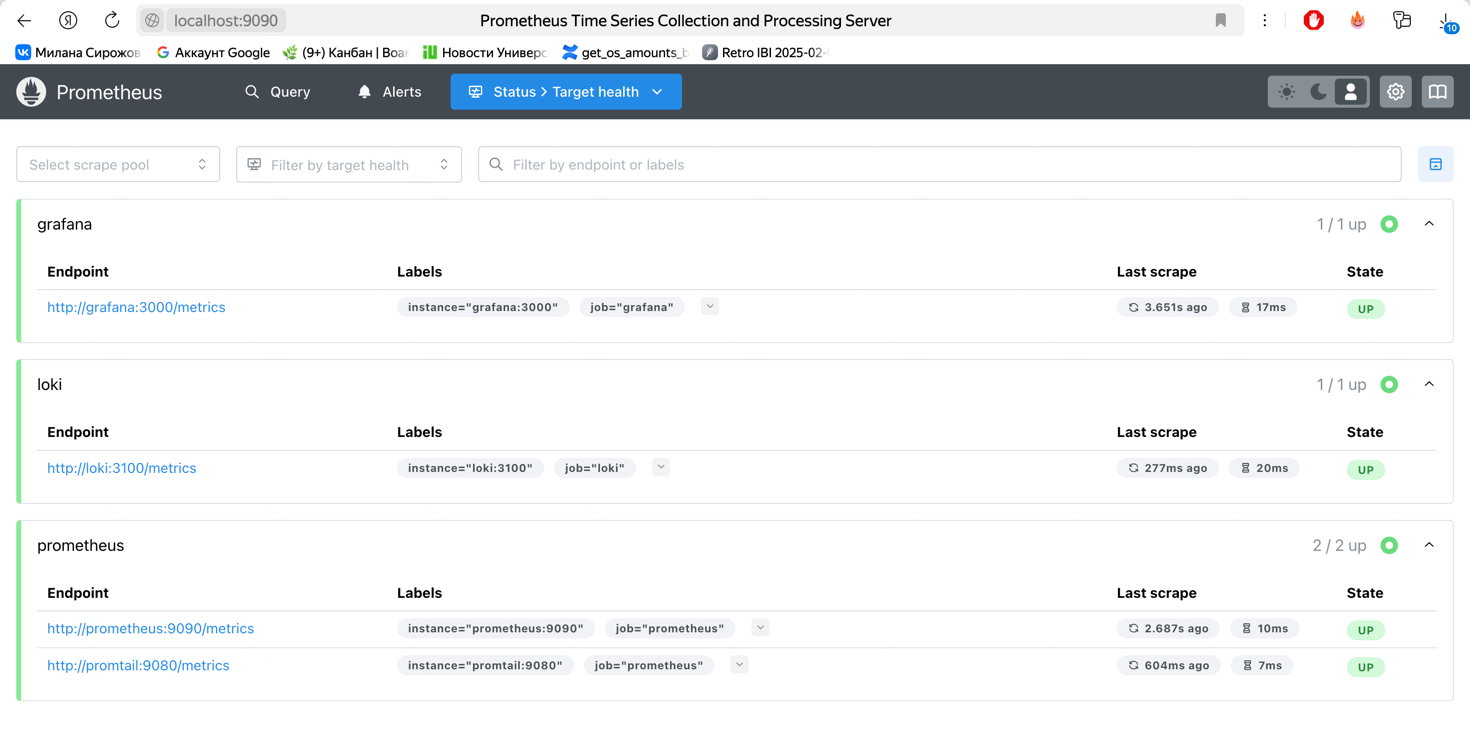 localhost:9090 Prometheus Time Series Collection and Processing Server 10
Милана Сирожов Аккаунт Google (9+) Канбан | Boar Новости Универс get_os_amounts_b Retro IBI 2025-02-
Prometheus Query Alerts Status > Target health
Select scrape pool Filter by target health Filter by endpoint or labels
grafana 1 / 1 up
Endpoint Labels Last scrape State
http://grafana:3000/metrics instance="grafana:3000" job="grafana" 3.651s ago 17ms UP
loki 1 / 1 up
Endpoint Labels Last scrape State
http://loki:3100/metrics instance="loki:3100" job="loki" 277ms ago 20ms UP
prometheus 2 / 2 up
Endpoint Labels Last scrape State
http://prometheus:9090/metrics instance="prometheus:9090" job="prometheus" 2.687s ago 10ms UP
http://promtail:9080/metrics instance="promtail:9080" job="prometheus" 604ms ago 7ms UP